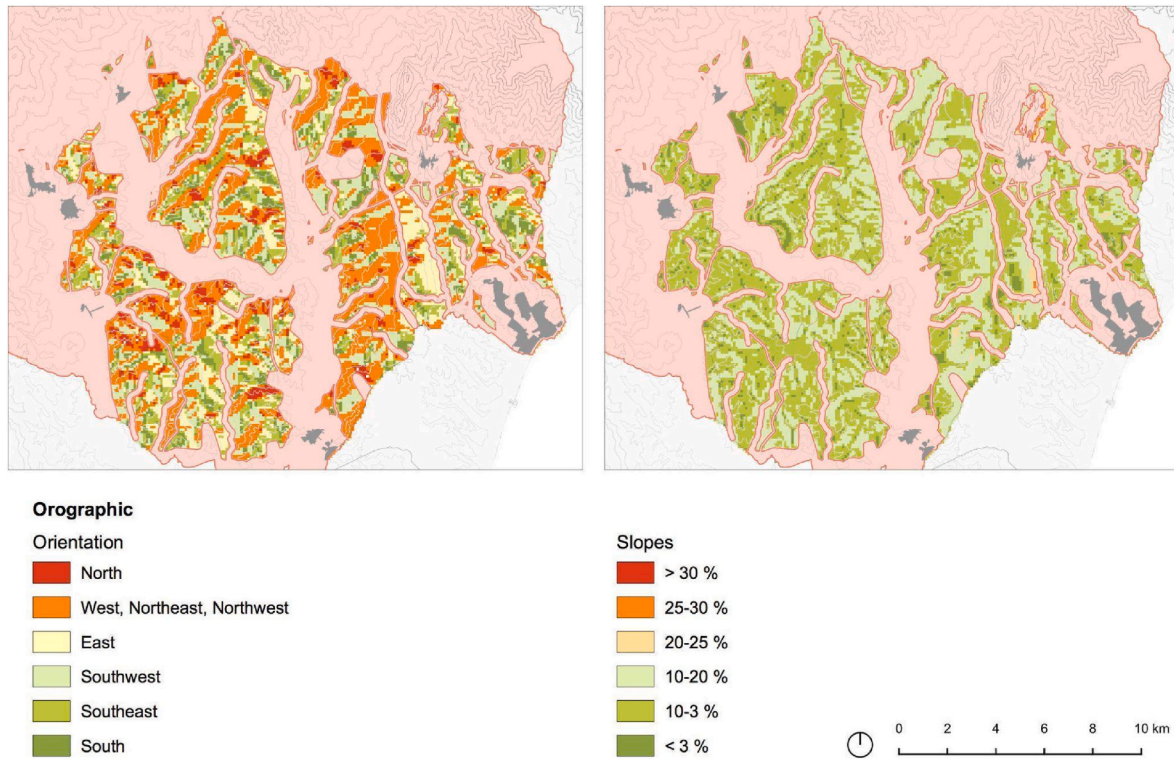 Orographic
Orientation
North
West, Northeast, Northwest
East
Southwest
Southeast
South
Slopes
> 30 %
25-30 %
20-25 %
10-20 %
10-3 %
< 3 %
0 2 4 6 8 10 km